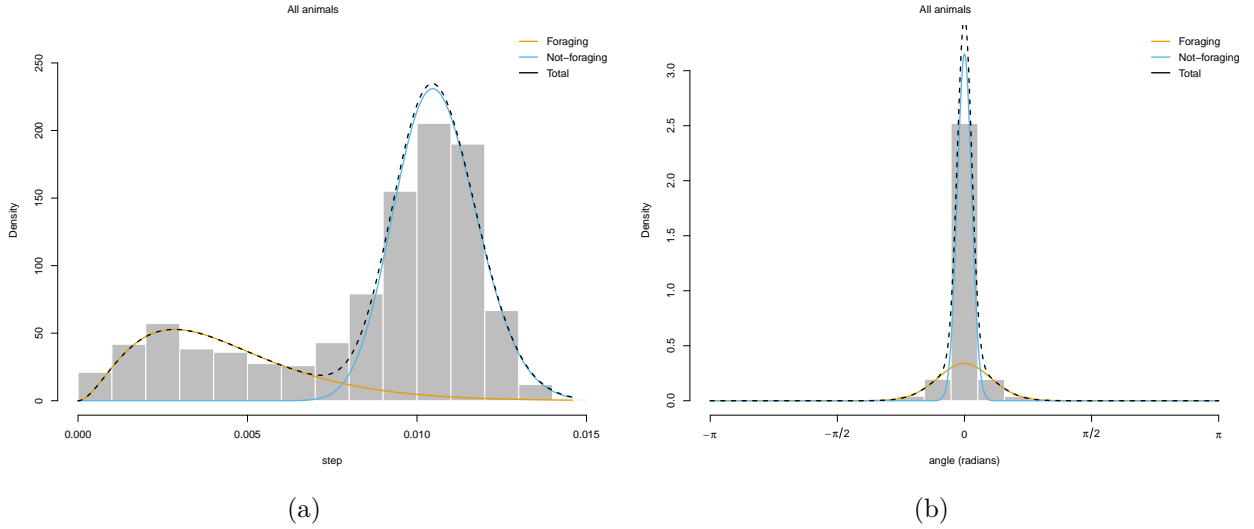 All animals
Foraging
Not−foraging
Total
250
200
150
100
50
0
Density
0.000
0.005
0.010
0.015
step
(a)
All animals
Foraging
Not−foraging
Total
3.0
2.5
2.0
1.5
1.0
0.5
0.0
Density
−π
−π/2
0
π/2
π
angle (radians)
(b)